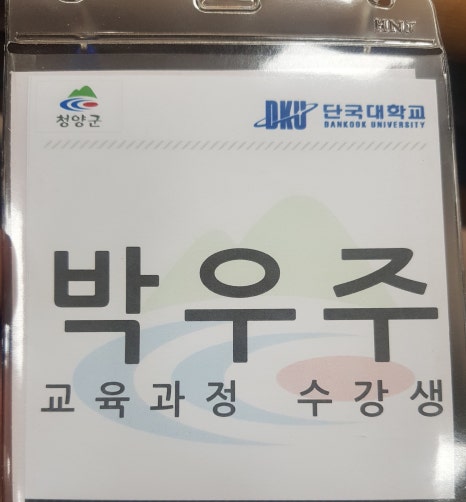 HNF
청양군
DKU 단국대학교
DANKOOK UNIVERSITY
박우주
교육과정 수강생